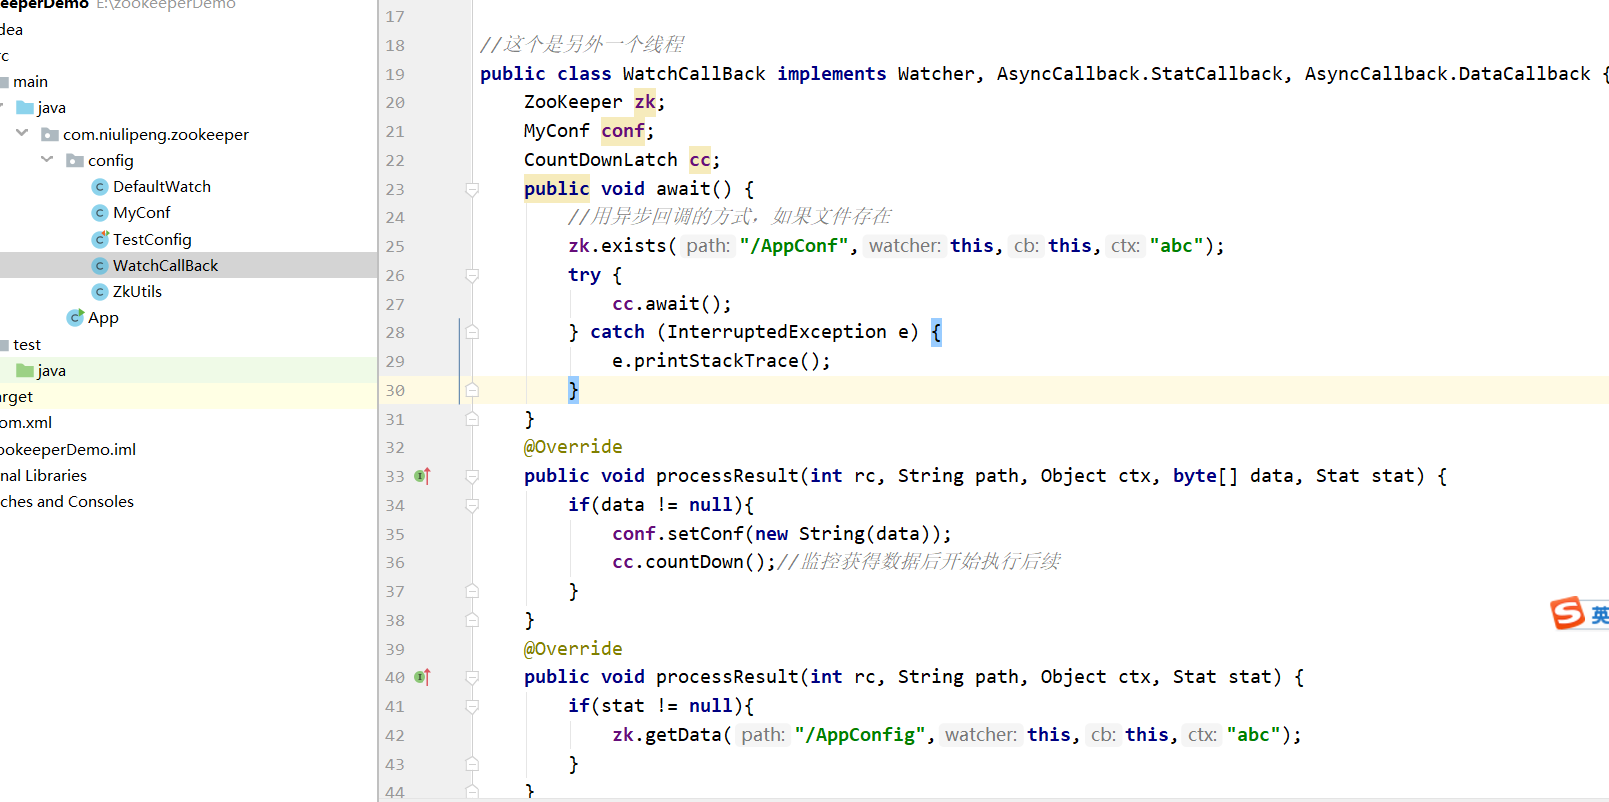 eeperDemo E:\zookeeperDemo
dea
rc
main
java
com.niulipeng.zookeeper
config
DefaultWatch
MyConf
TestConfig
WatchCallBack
ZkUtils
App
test
java
arget
om.xml
ookeeperDemo.iml
nal Libraries
ches and Consoles
17
18 //这个是另外一个线程
19 public class WatchCallBack implements Watcher, AsyncCallback.StatCallback, AsyncCallback.DataCallback {
20 ZooKeeper zk;
21 MyConf conf;
22 CountDownLatch cc;
23 public void await() {
24 //用异步回调的方式，如果文件存在
25 zk.exists( path: "/AppConf", watcher: this, cb: this, ctx: "abc");
26 try {
27 cc.await();
28 } catch (InterruptedException e) {
29 e.printStackTrace();
30 }
31 }
32 @Override
33 public void processResult(int rc, String path, Object ctx, byte[] data, Stat stat) {
34 if(data != null){
35 conf.setConf(new String(data));
36 cc.countDown();//监控获得数据后开始执行后续
37 }
38 }
39 @Override
40 public void processResult(int rc, String path, Object ctx, Stat stat) {
41 if(stat != null){
42 zk.getData( path: "/AppConfig", watcher: this, cb: this, ctx: "abc");
43 }
44 }
S 英